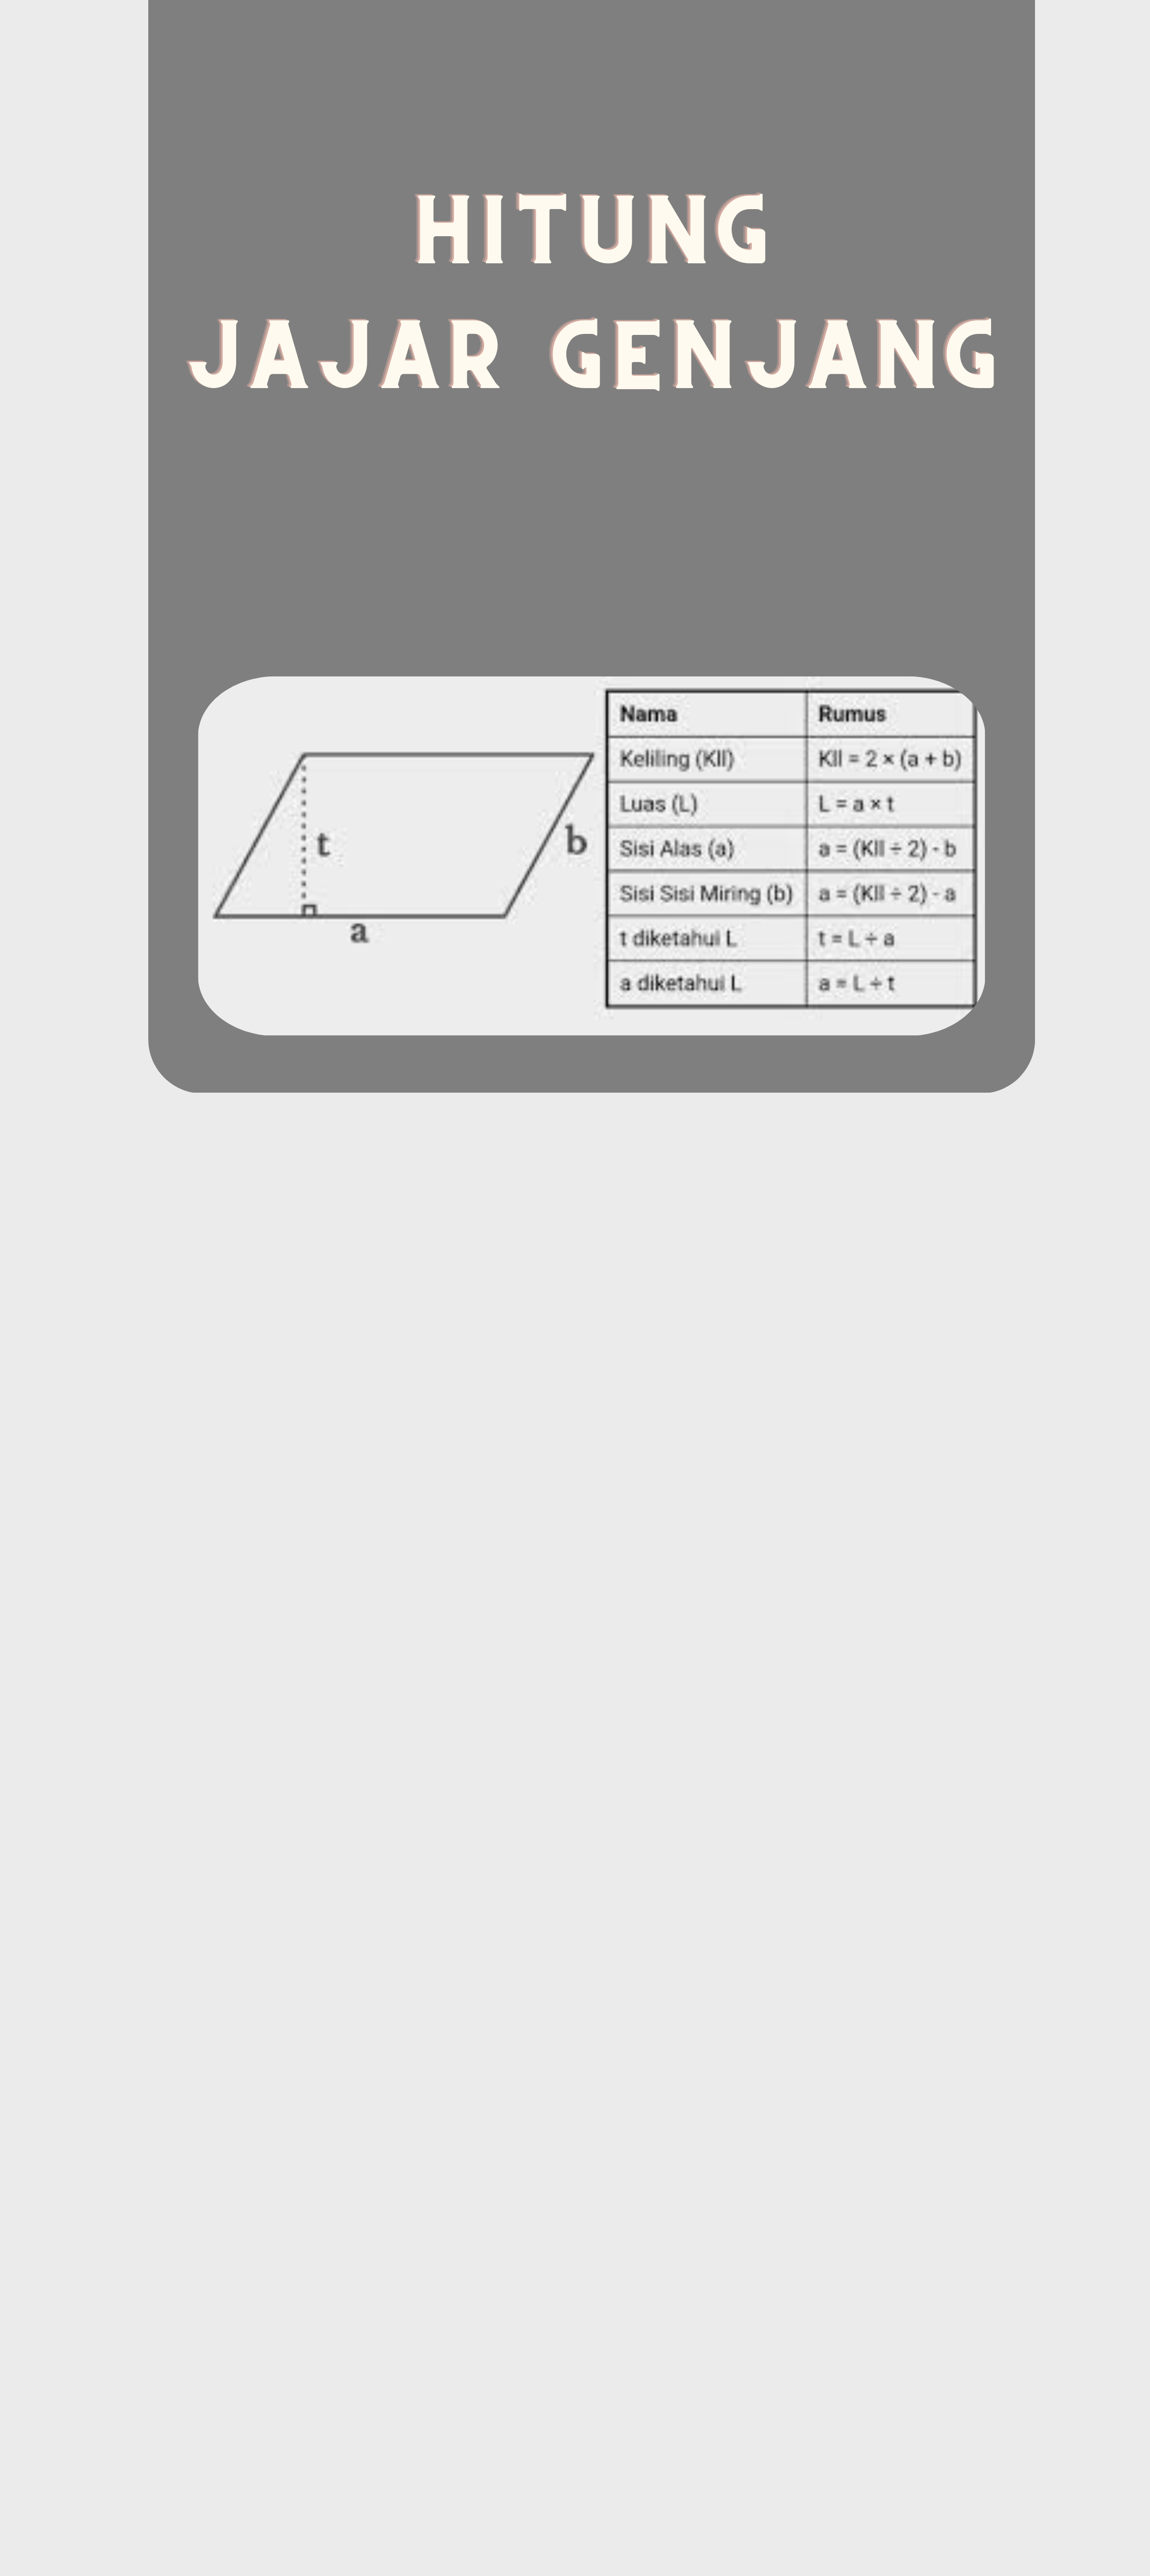 HITUNG
JAJAR GENJANG
t
b
a
Nama Rumus
Keliling (Kll) Kll = 2 × (a + b)
Luas (L) L = a × t
Sisi Alas (a) a = (Kll ÷ 2) - b
Sisi Sisi Miring (b) a = (Kll ÷ 2) - a
t diketahui L t = L ÷ a
a diketahui L a = L ÷ t